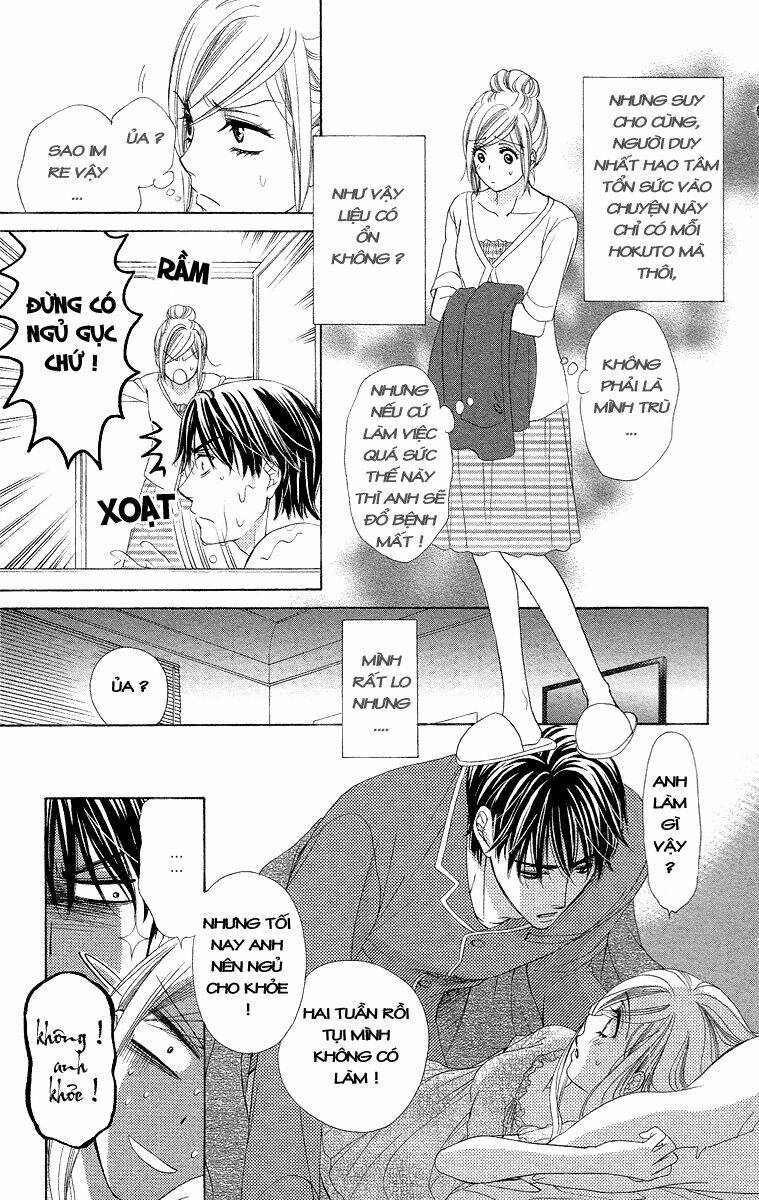 NHƯNG SUY
CHO CÙNG,
NGƯỜI DUY
NHẤT HAO TÂM
TỔN SỨC VÀO
CHUYỆN NÀY
CHỈ CÓ MỖI
HOKUTO MÀ
THÔI,
KHÔNG
PHẢI LÀ
MÌNH TRÙ
...
NHƯ VẬY
LIỆU CÓ
ỔN
KHÔNG ?
NHƯNG
NẾU CỨ
LÀM VIỆC
QUÁ SỨC
THẾ NÀY
THÌ ANH SẼ
ĐỔ BỆNH
MẤT !
ỦA ?
SAO IM
RE VẬY
...
RẦM
ĐỪNG CÓ
NGỦ GỤC
CHỨ !
XOẠT
MÌNH
RẤT LO
NHƯNG
....
ỦA ?
ANH
LÀM
GÌ
VẬY
?
HAI TUẦN RỒI
TỤI MÌNH
KHÔNG CÓ
LÀM !
NHƯNG TỐI
NAY ANH
NÊN NGỦ
CHO KHỎE
!
...
...
không !
anh
khỏe !